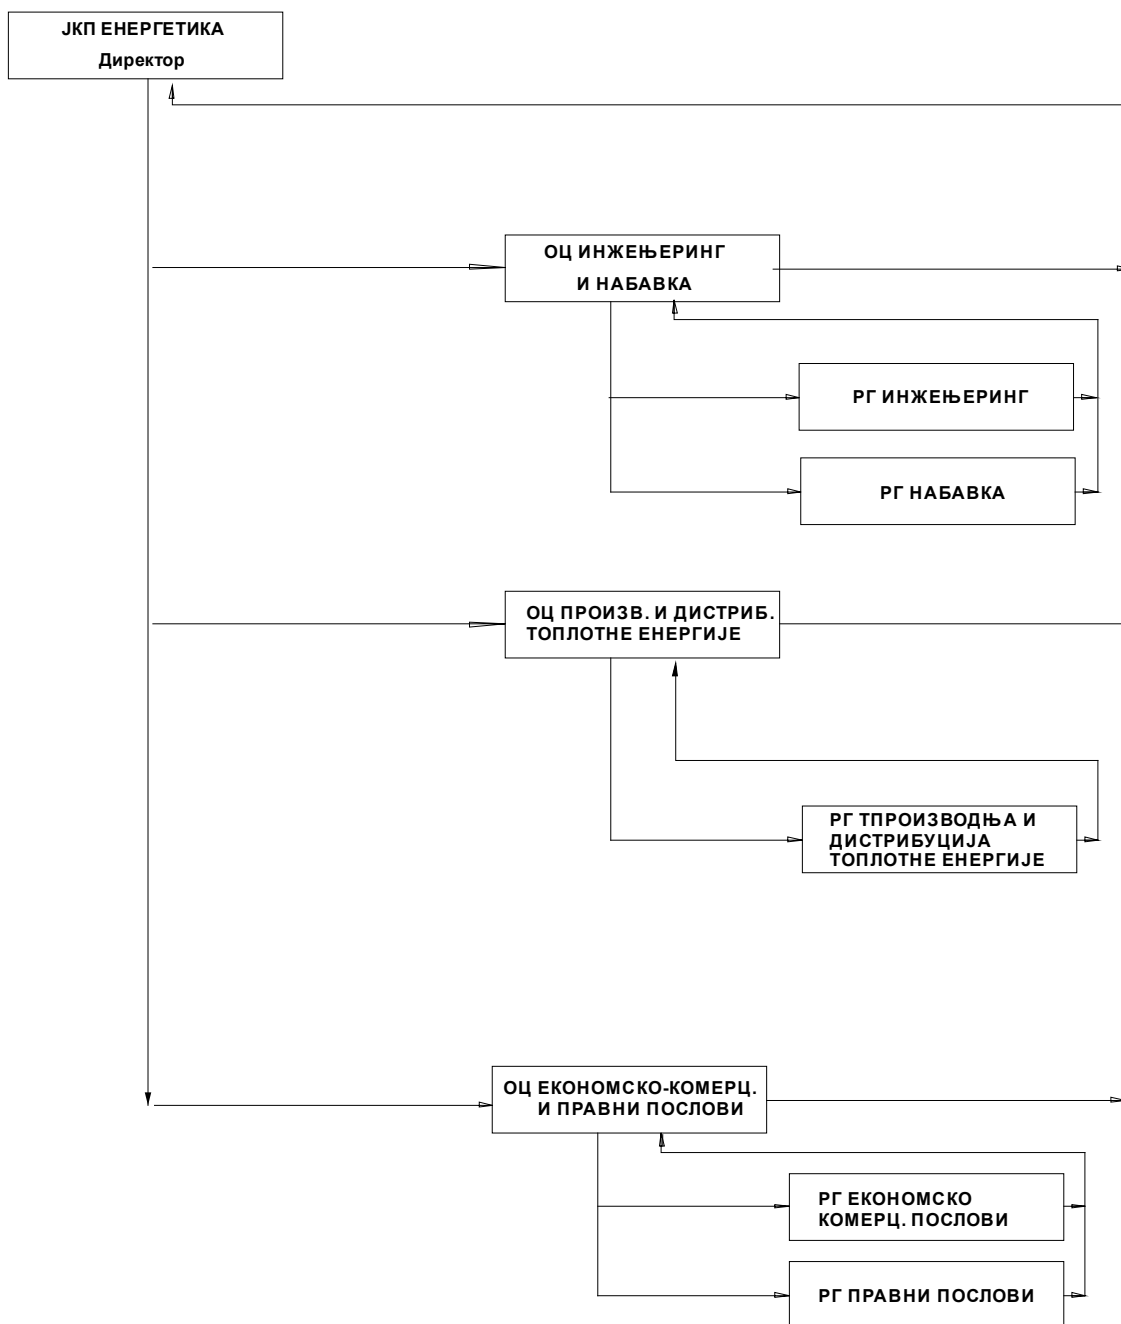 ЈКП ЕНЕРГЕТИКА
Директор
ОЦ ИНЖЕЊЕРИНГ
И НАБАВКА
РГ ИНЖЕЊЕРИНГ
РГ НАБАВКА
ОЦ ПРОИЗВ. И ДИСТРИБ.
ТОПЛОТНЕ ЕНЕРГИЈЕ
РГ ТПРОИЗВОДЊА И
ДИСТРИБУЦИЈА
ТОПЛОТНЕ ЕНЕРГИЈЕ
ОЦ ЕКОНОМСКО-КОМЕРЦ.
И ПРАВНИ ПОСЛОВИ
РГ ЕКОНОМСКО
КОМЕРЦ. ПОСЛОВИ
РГ ПРАВНИ ПОСЛОВИ